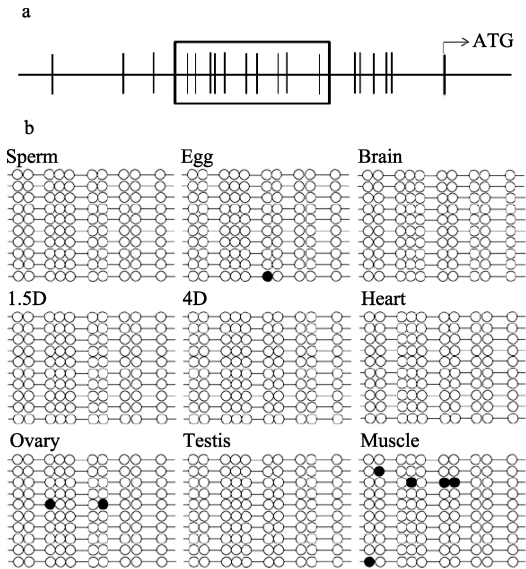 a
ATG
b
Sperm Egg Brain
1.5D 4D Heart
Ovary Testis Muscle